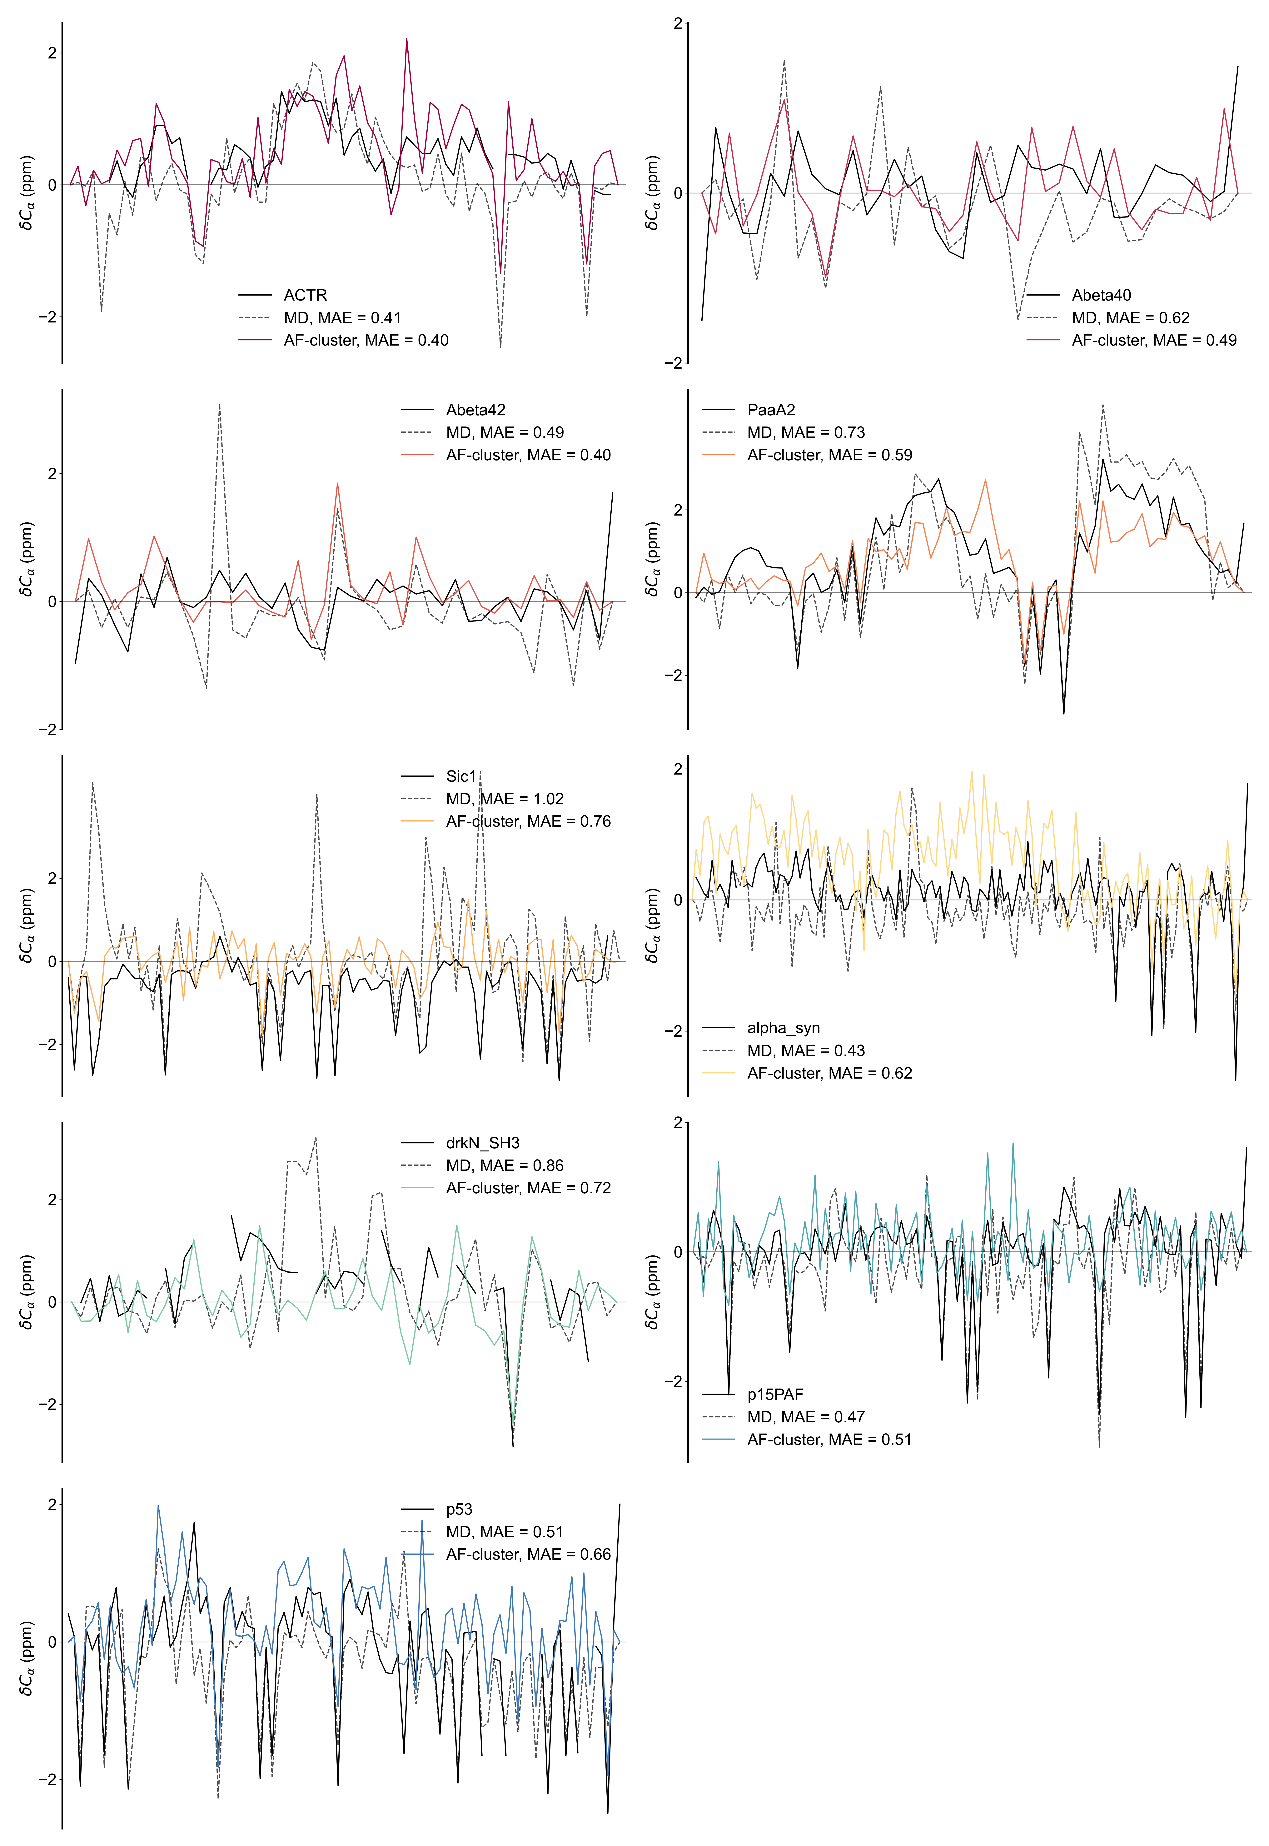 2
0
−2
δCα (ppm)
ACTR
MD, MAE = 0.41
AF-cluster, MAE = 0.40
2
0
−2
δCα (ppm)
Abeta40
MD, MAE = 0.62
AF-cluster, MAE = 0.49
2
0
−2
δCα (ppm)
Abeta42
MD, MAE = 0.49
AF-cluster, MAE = 0.40
2
0
−2
δCα (ppm)
PaaA2
MD, MAE = 0.73
AF-cluster, MAE = 0.59
2
0
−2
δCα (ppm)
Sic1
MD, MAE = 1.02
AF-cluster, MAE = 0.76
2
0
−2
δCα (ppm)
alpha_syn
MD, MAE = 0.43
AF-cluster, MAE = 0.62
2
0
−2
δCα (ppm)
drkN_SH3
MD, MAE = 0.86
AF-cluster, MAE = 0.72
2
0
−2
δCα (ppm)
p15PAF
MD, MAE = 0.47
AF-cluster, MAE = 0.51
2
0
−2
δCα (ppm)
p53
MD, MAE = 0.51
AF-cluster, MAE = 0.66